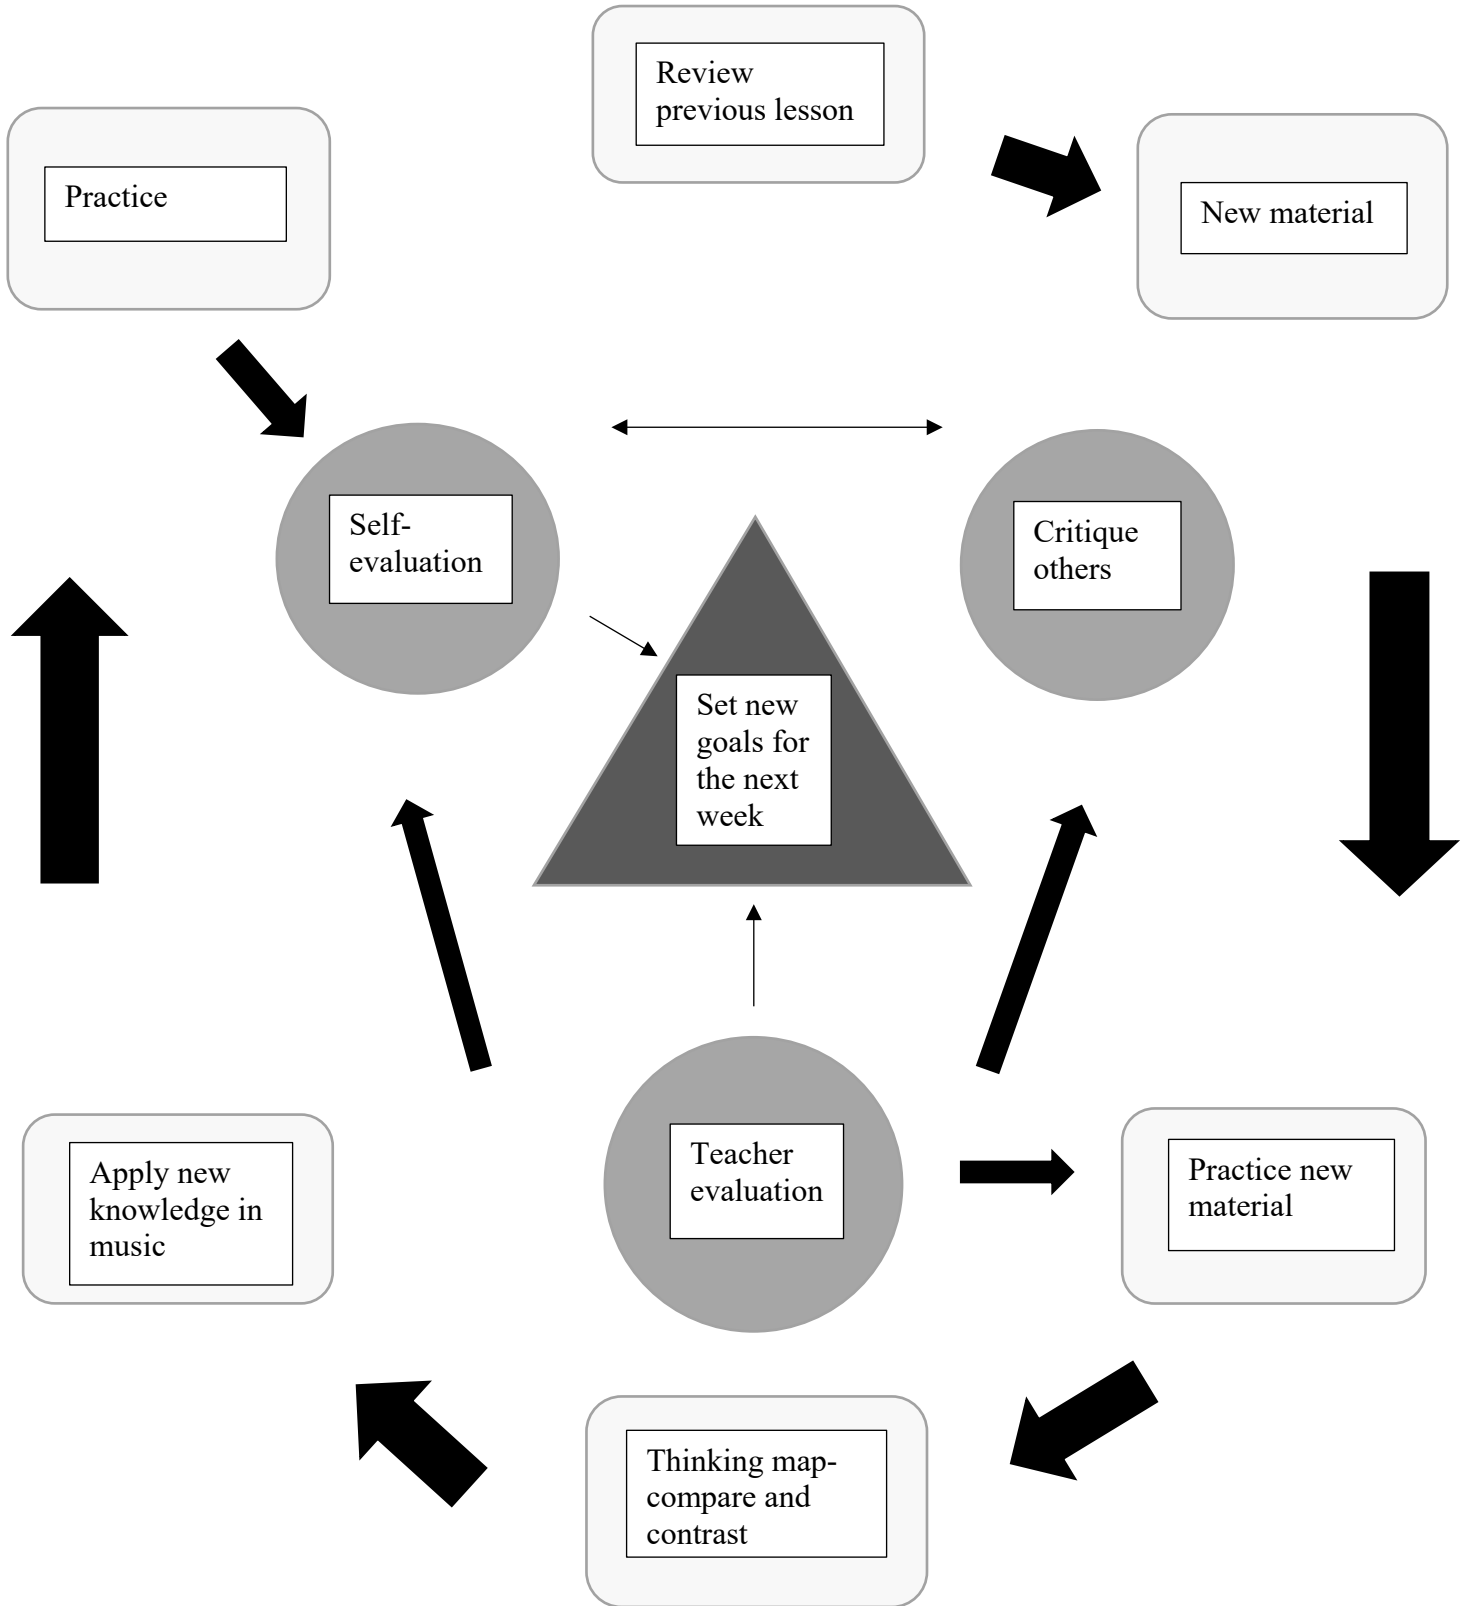 Review
previous lesson
Practice
New material
Self-
evaluation
Critique
others
Set new
goals for
the next
week
Teacher
evaluation
Practice new
material
Apply new
knowledge in
music
Thinking map-
compare and
contrast